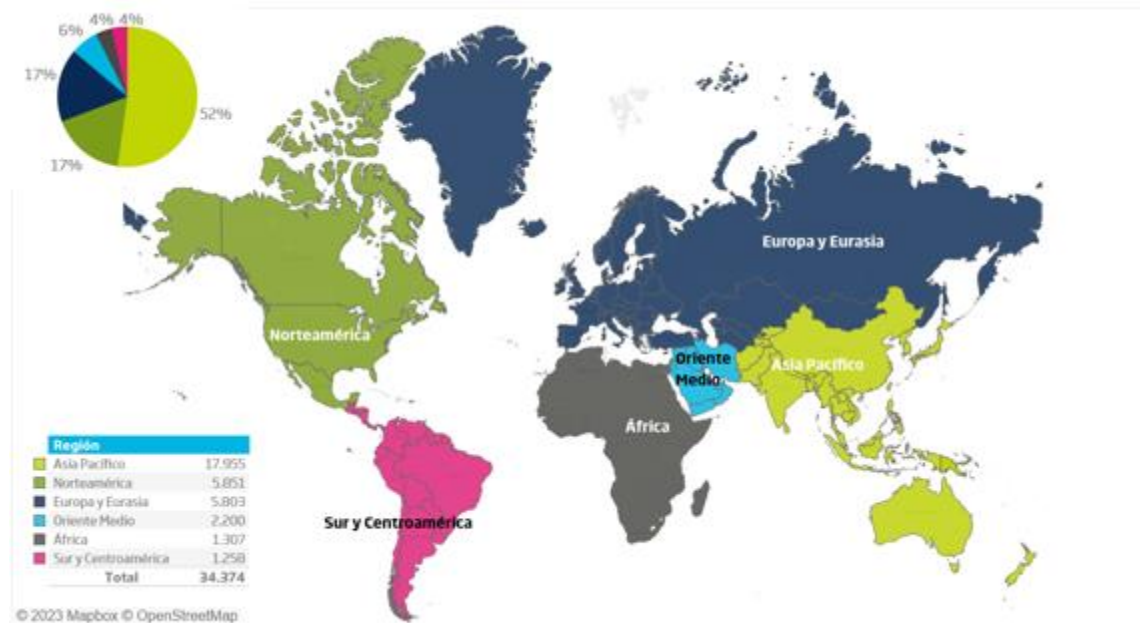 4% 4%
6%
17%
52%
17%
Europa y Eurasia
Norteamérica
Oriente
Medio
Asia Pacífico
África
Sur y Centroamérica
Región
Asia Pacífico 17.955
Norteamérica 5.851
Europa y Eurasia 5.803
Oriente Medio 2.200
África 1.307
Sur y Centroamérica 1.258
Total 34.374
© 2023 Mapbox © OpenStreetMap